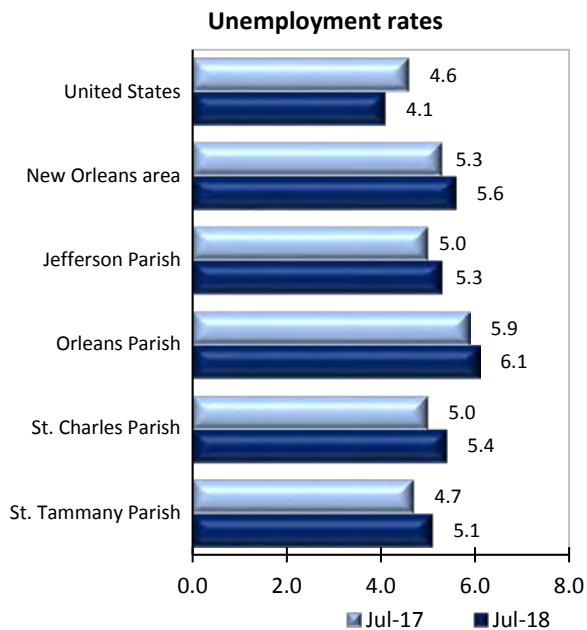 Unemployment rates
United States
4.6
4.1
New Orleans area
5.3
5.6
Jefferson Parish
5.0
5.3
Orleans Parish
5.9
6.1
St. Charles Parish
5.0
5.4
St. Tammany Parish
4.7
5.1
0.0 2.0 4.0 6.0 8.0
Jul-17 Jul-18